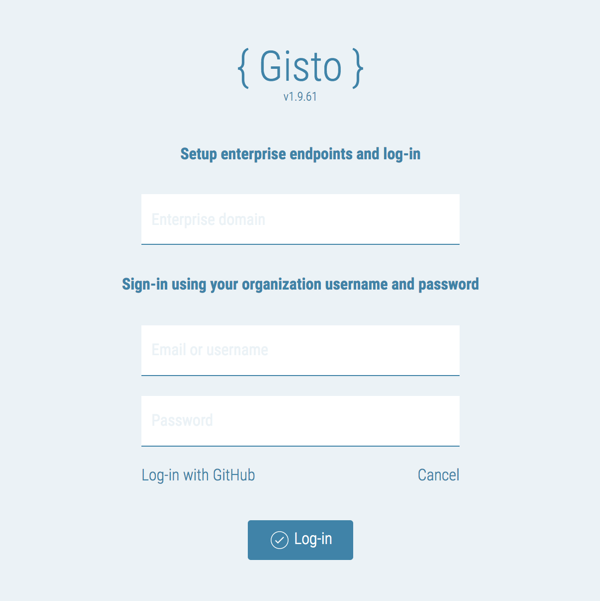 { Gisto }
v1.9.61
Setup enterprise endpoints and log-in
Enterprise domain
Sign-in using your organization username and password
Email or username
Password
Log-in with GitHub Cancel
Log-in